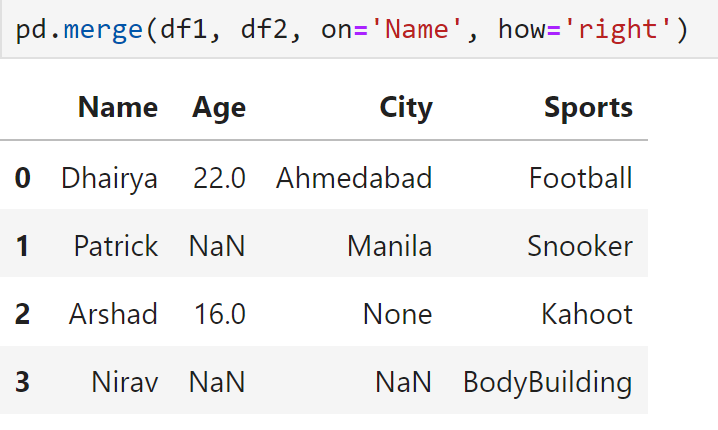 pd.merge(df1, df2, on='Name', how='right')
Name Age City Sports
0 Dhairya 22.0 Ahmedabad Football
1 Patrick NaN Manila Snooker
2 Arshad 16.0 None Kahoot
3 Nirav NaN NaN BodyBuilding